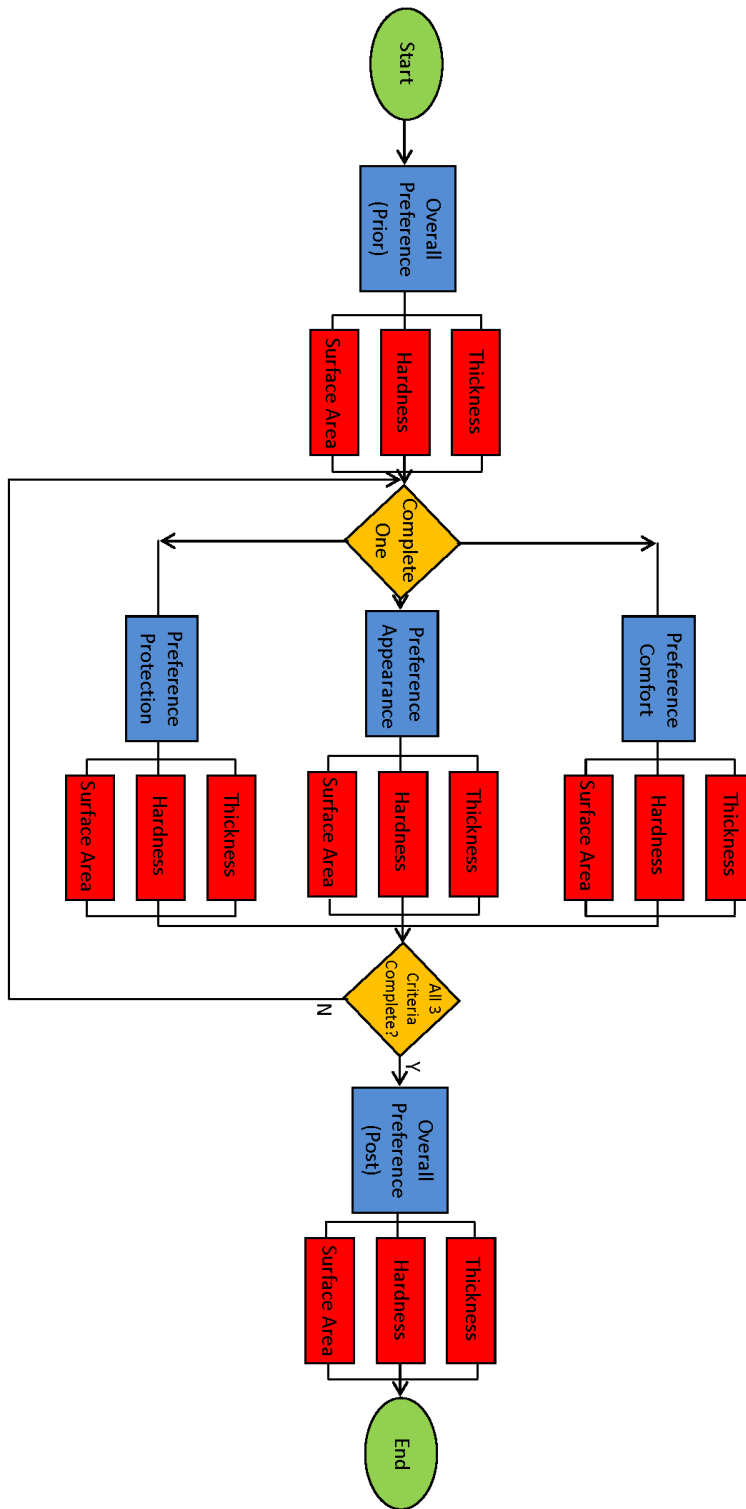 Start
Overall
Preference
(Prior)
Thickness
Hardness
Surface Area
Complete
One
Preference
Comfort
Thickness
Hardness
Surface Area
Preference
Appearance
Thickness
Hardness
Surface Area
Preference
Protection
Thickness
Hardness
Surface Area
All 3
Criteria
Complete?
N
Y
Overall
Preference
(Post)
Thickness
Hardness
Surface Area
End